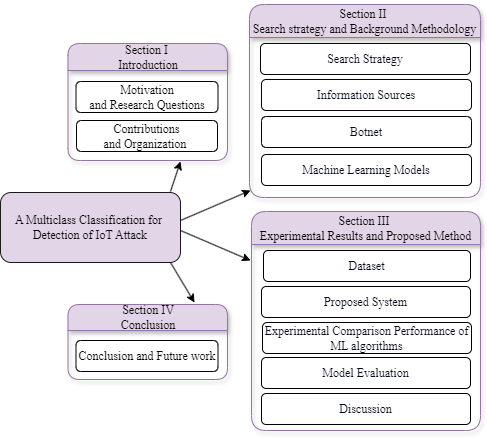 Section I
Introduction
Motivation
and Research Questions
Contributions
and Organization
Section II
Search strategy and Background Methodology
Search Strategy
Information Sources
Botnet
Machine Learning Models
A Multiclass Classification for
Detection of IoT Attack
Section III
Experimental Results and Proposed Method
Dataset
Proposed System
Experimental Comparison Performance of
ML algorithms
Model Evaluation
Discussion
Section IV
Conclusion
Conclusion and Future work